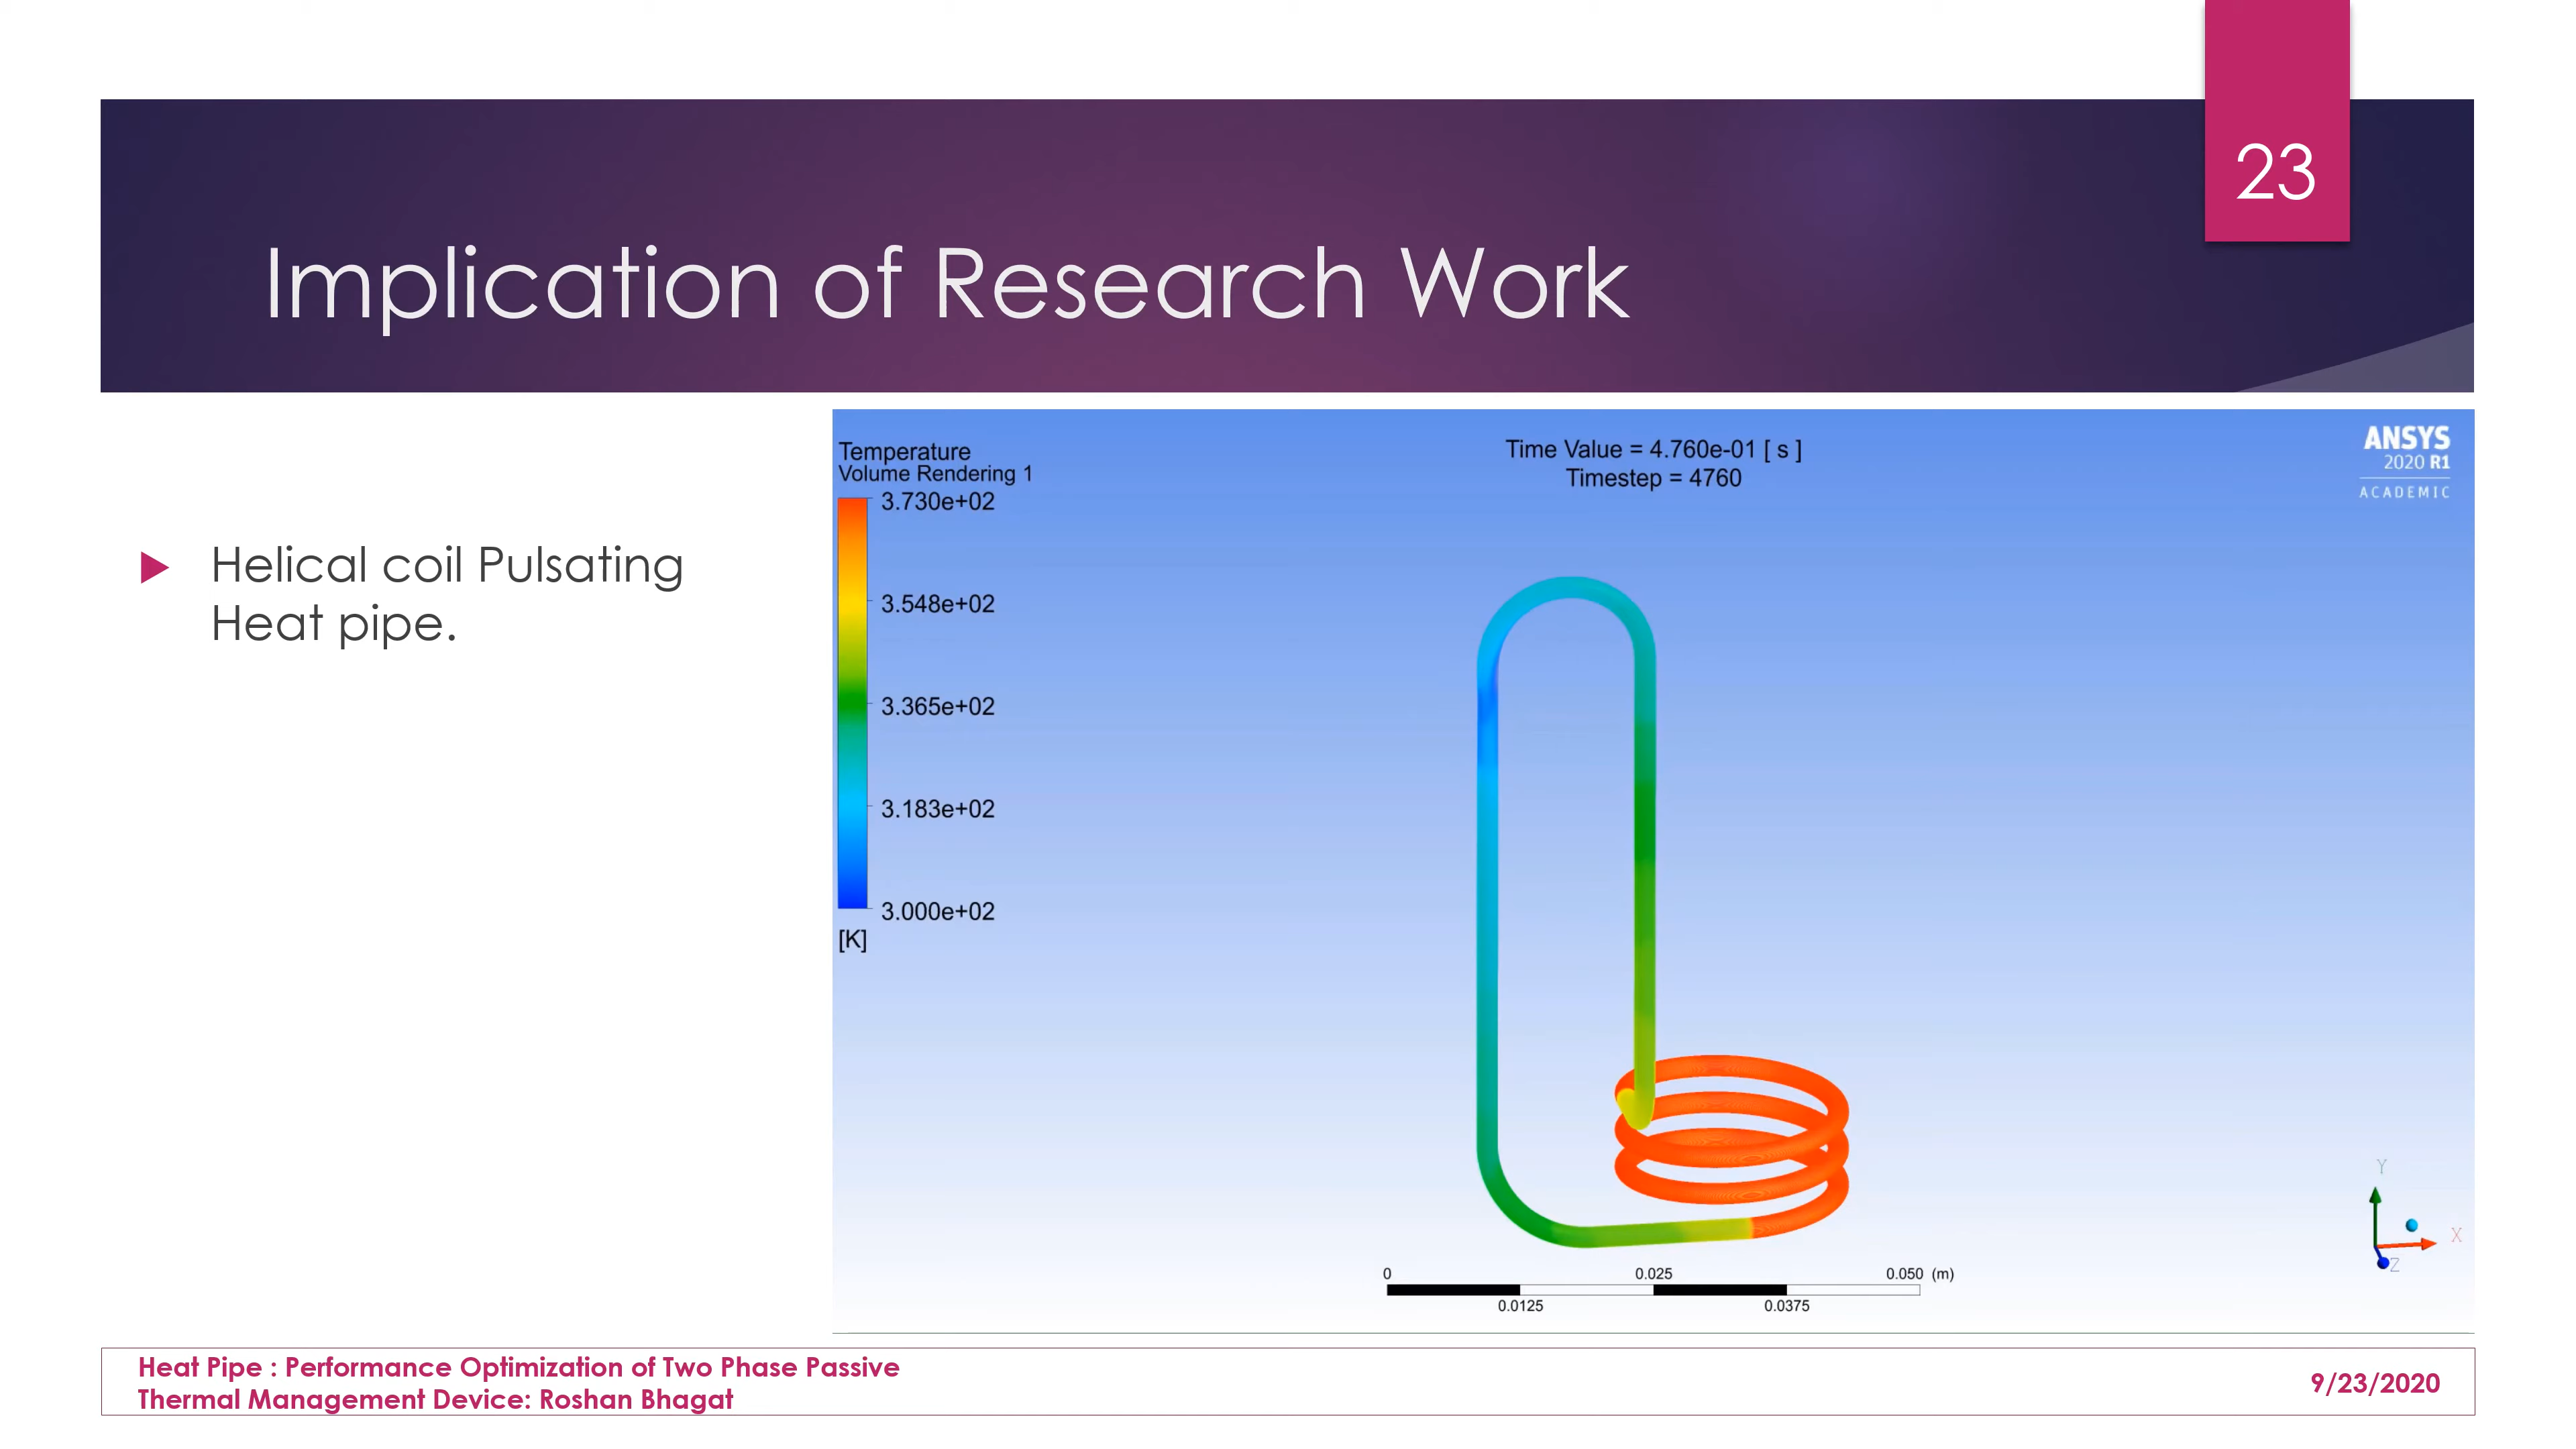 23
Implication of Research Work
Helical coil Pulsating
Heat pipe.
Temperature
Volume Rendering 1
3.730e+02
3.548e+02
3.365e+02
3.183e+02
3.000e+02
[K]
Time Value = 4.760e-01 [ s ]
Timestep = 4760
ANSYS
2020 R1
ACADEMIC
Y
X
Z
0 0.025 0.050 (m)
0.0125 0.0375
Heat Pipe : Performance Optimization of Two Phase Passive
Thermal Management Device: Roshan Bhagat
9/23/2020